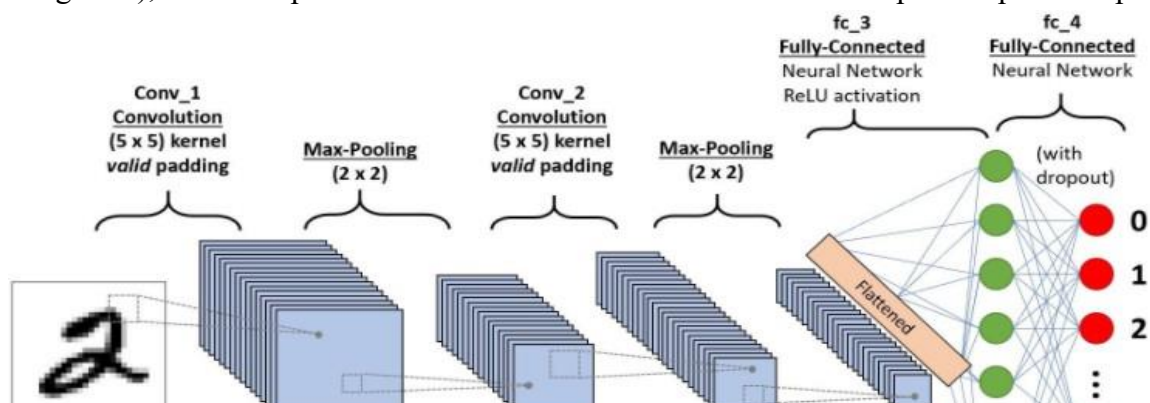 fc_3
Fully-Connected
Neural Network
ReLU activation
fc_4
Fully-Connected
Neural Network
Conv_1
Convolution
(5 x 5) kernel
valid padding
Max-Pooling
(2 x 2)
Conv_2
Convolution
(5 x 5) kernel
valid padding
Max-Pooling
(2 x 2)
(with
dropout)
Flattened
0
1
2
⋮
2